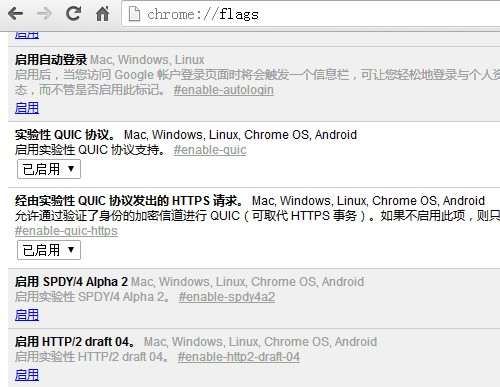 chrome://flags
启用
启用自动登录 Mac, Windows, Linux
启用后，当您访问 Google 帐户登录页面时将会触发一个信息栏，可让您轻松地登录与个人资
态，而不管是否启用此标记。 #enable-autologin
启用
实验性 QUIC 协议。 Mac, Windows, Linux, Chrome OS, Android
启用实验性 QUIC 协议支持。 #enable-quic
已启用
经由实验性 QUIC 协议发出的 HTTPS 请求。 Mac, Windows, Linux, Chrome OS, Android
允许通过验证了身份的加密信道进行 QUIC（可取代 HTTPS 事务）。如果不启用此项，则只
#enable-quic-https
已启用
启用 SPDY/4 Alpha 2 Mac, Windows, Linux, Chrome OS, Android
启用实验性 SPDY/4 Alpha 2。 #enable-spdy4a2
启用
启用 HTTP/2 draft 04。 Mac, Windows, Linux, Chrome OS, Android
启用实验性 HTTP/2 draft 04。 #enable-http2-draft-04
启用